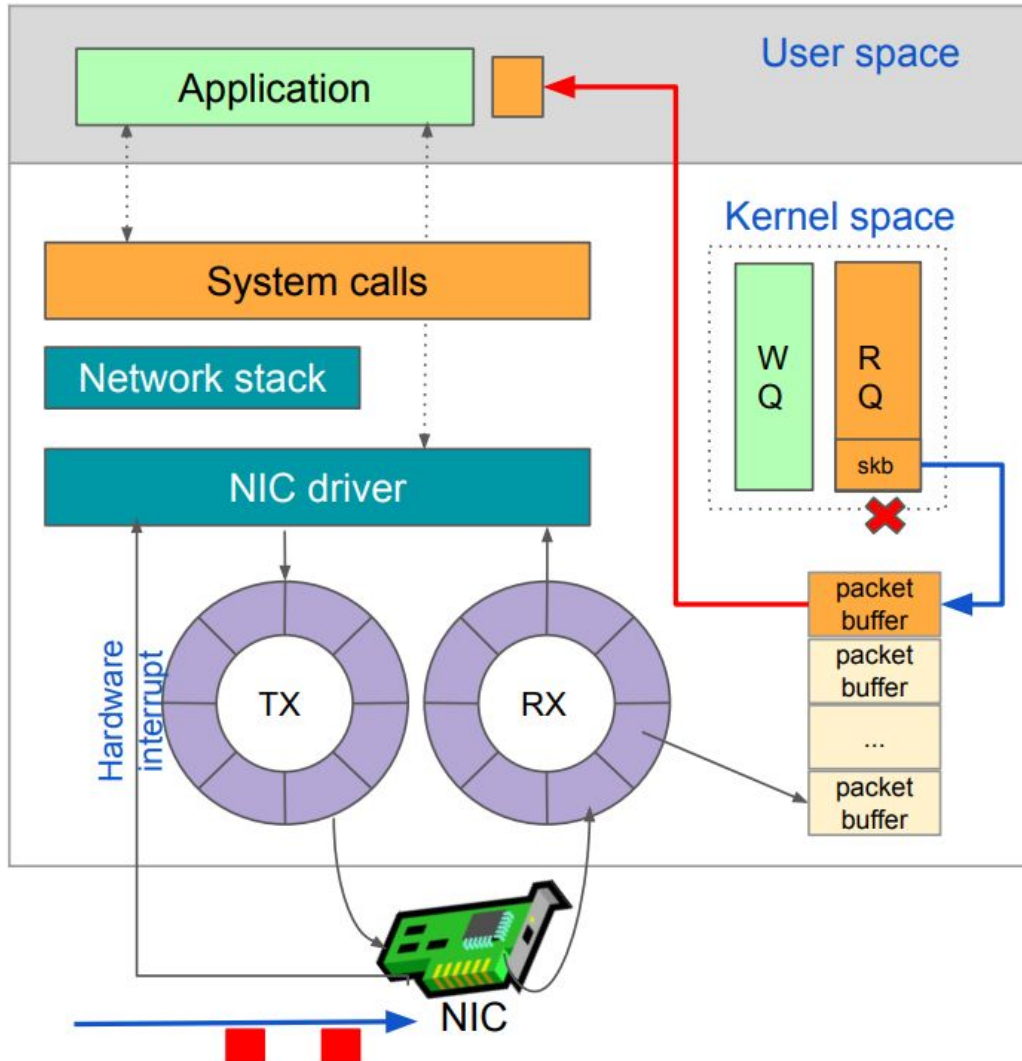 User space
Application
Kernel space
System calls
W
Q
R
Q
Network stack
skb
NIC driver
packet
buffer
packet
buffer
...
packet
buffer
Hardware
interrupt
TX
RX
NIC